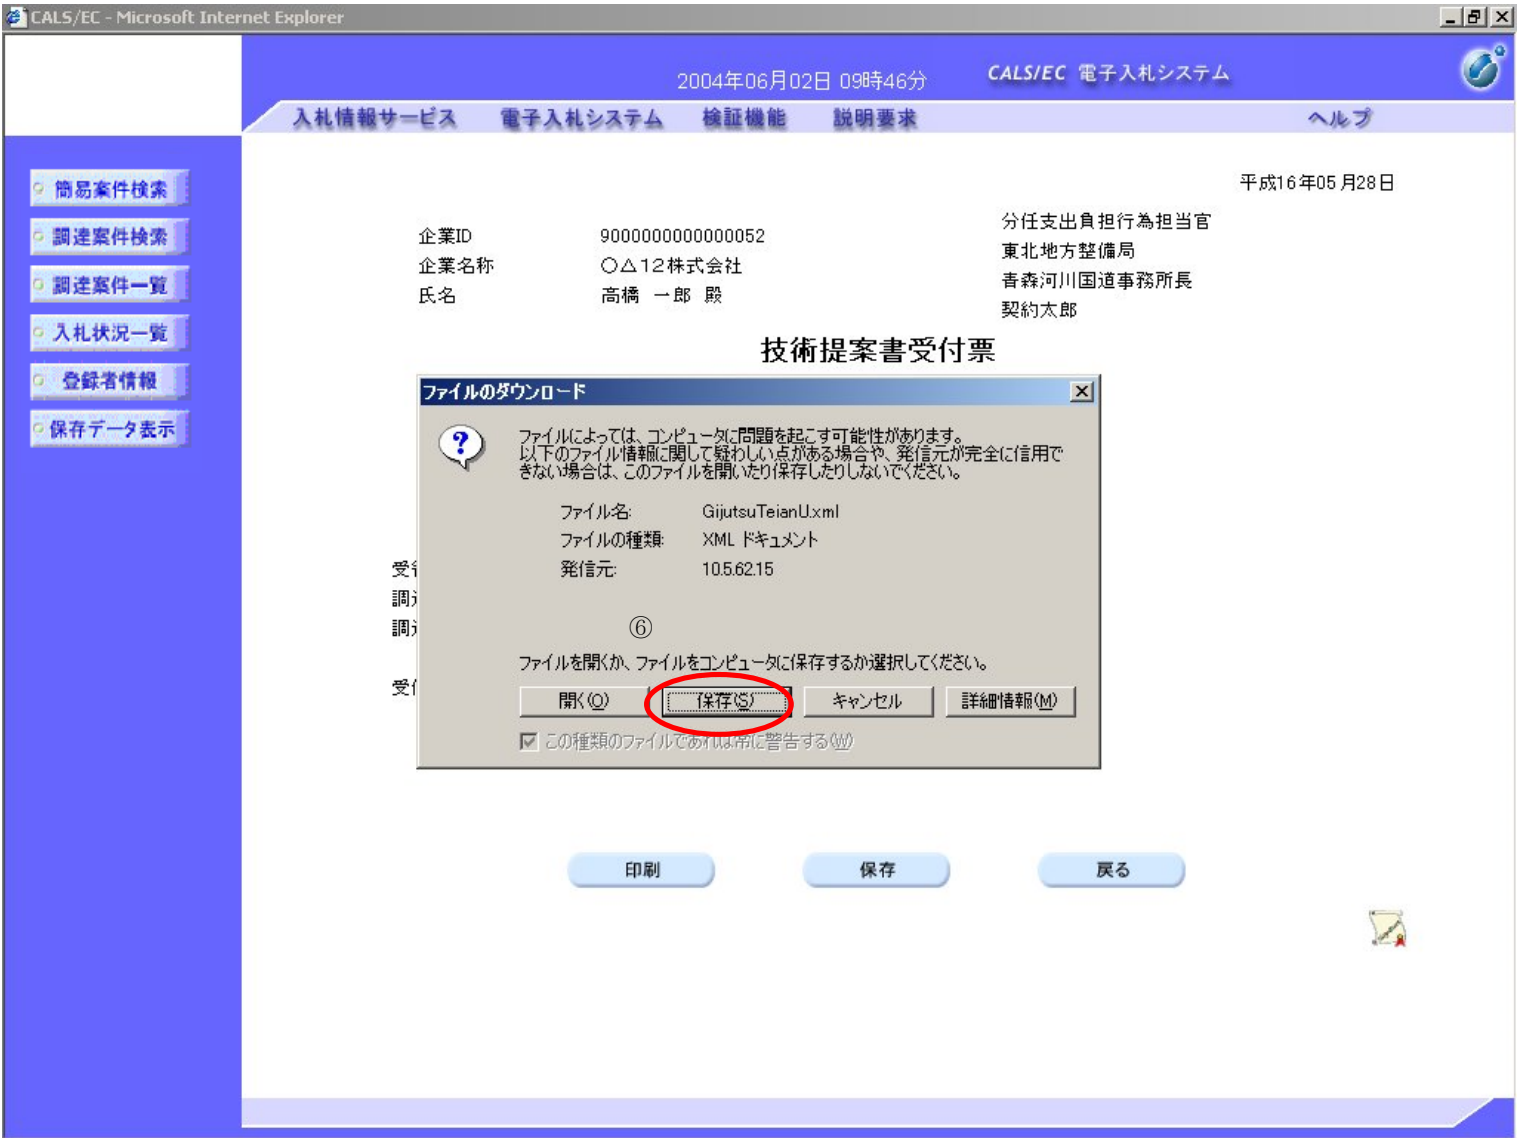 CALS/EC - Microsoft Internet Explorer
2004年06月02日 09時46分
CALS/EC 電子入札システム
入札情報サービス 電子入札システム 検証機能 説明要求 ヘルプ
簡易案件検索
調達案件検索
調達案件一覧
入札状況一覧
登録者情報
保存データ表示
平成16年05月28日
企業ID 9000000000000052
企業名称 ○△12株式会社
氏名 高橋 一郎 殿
分任支出負担行為担当官
東北地方整備局
青森河川国道事務所長
契約太郎
技術提案書受付票
ファイルのダウンロード
ファイルによっては、コンピュータに問題を起こす可能性があります。
以下のファイル情報に関して疑わしい点がある場合や、発信元が完全に信用で
きない場合は、このファイルを開いたり保存したりしないでください。
ファイル名: GijutsuTeianU.xml
ファイルの種類: XML ドキュメント
発信元: 10.5.62.15
受
調
調
受
⑥
ファイルを開くか、ファイルをコンピュータに保存するか選択してください。
開く(O) 保存(S) キャンセル 詳細情報(M)
この種類のファイルであれば常に警告する(W)
印刷 保存 戻る